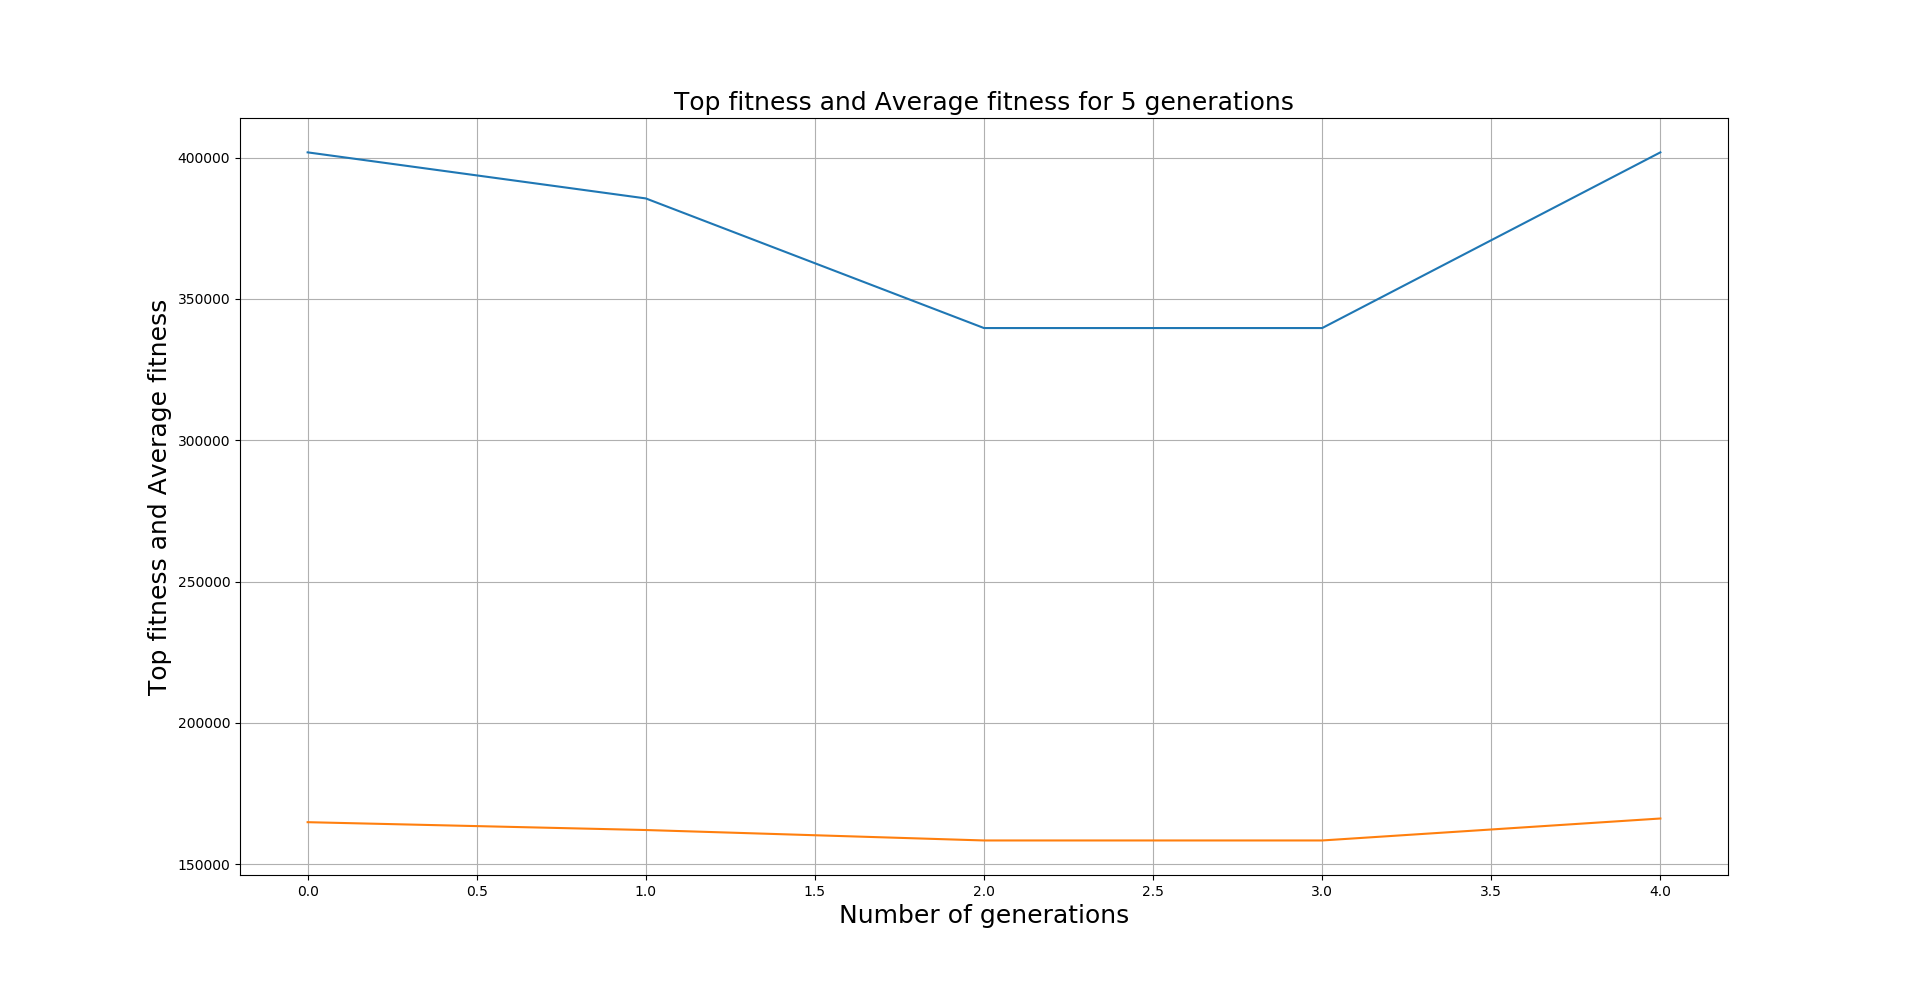 Top fitness and Average fitness for 5 generations
Top fitness and Average fitness
400000
350000
300000
250000
200000
150000
0.0 0.5 1.0 1.5 2.0 2.5 3.0 3.5 4.0
Number of generations